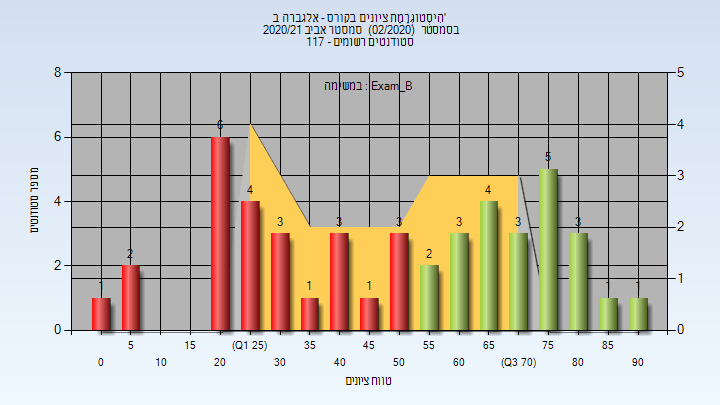 היסטוגרמת ציונים בקורס - אלגברה ב'
בסמסטר (02/2020) סמסטר אביב 2020/21
סטודנטים רשומים - 117
במשימה : Exam_B
8 5
6 4 3
4 2
2 1
0 0
מספר סטודנטים
1 2 6 4 3 1 3 1 3 2 3 4 3 5 3 1 1
5 15 (Q1 25) 35 45 55 65 75 85
0 10 20 30 40 50 60 (Q3 70) 80 90
טווח ציונים